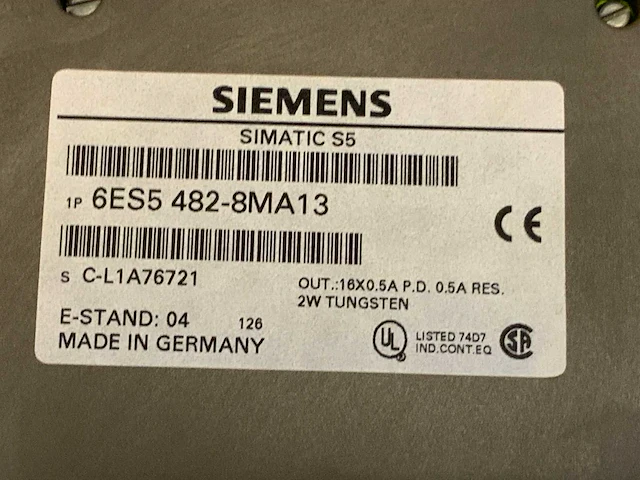 SIEMENS
SIMATIC S5
1P 6ES5 482-8MA13
CE
S C-L1A76721
OUT.:16X0.5A P.D. 0.5A RES.
2W TUNGSTEN
E-STAND: 04 126
MADE IN GERMANY
UL LISTED 74D7
IND.CONT.EQ
SA